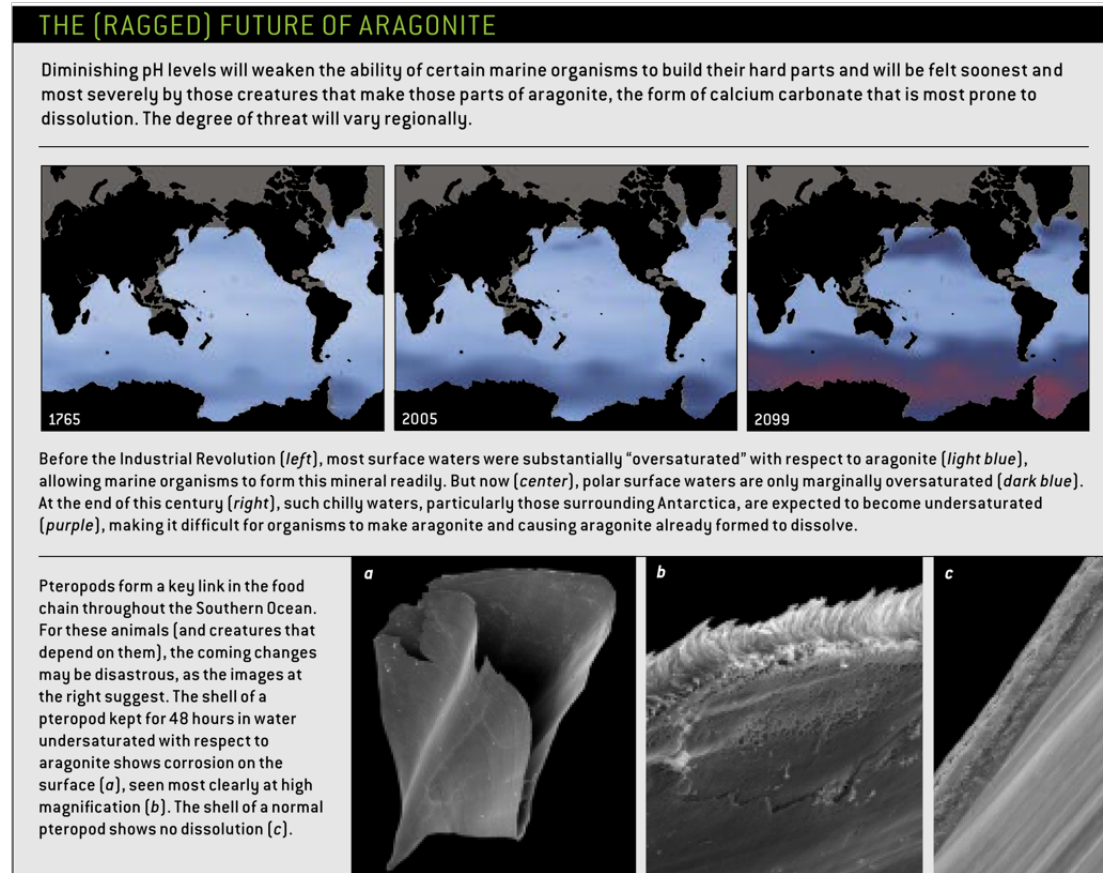 THE (RAGGED) FUTURE OF ARAGONITE
Diminishing pH levels will weaken the ability of certain marine organisms to build their hard parts and will be felt soonest and
most severely by those creatures that make those parts of aragonite, the form of calcium carbonate that is most prone to
dissolution. The degree of threat will vary regionally.
1765
2005
2099
Before the Industrial Revolution (left), most surface waters were substantially “oversaturated” with respect to aragonite (light blue),
allowing marine organisms to form this mineral readily. But now (center), polar surface waters are only marginally oversaturated (dark blue).
At the end of this century (right), such chilly waters, particularly those surrounding Antarctica, are expected to become undersaturated
(purple), making it difficult for organisms to make aragonite and causing aragonite already formed to dissolve.
Pteropods form a key link in the food
chain throughout the Southern Ocean.
For these animals (and creatures that
depend on them), the coming changes
may be disastrous, as the images at
the right suggest. The shell of a
pteropod kept for 48 hours in water
undersaturated with respect to
aragonite shows corrosion on the
surface (a), seen most clearly at high
magnification (b). The shell of a normal
pteropod shows no dissolution (c).
a
b
c